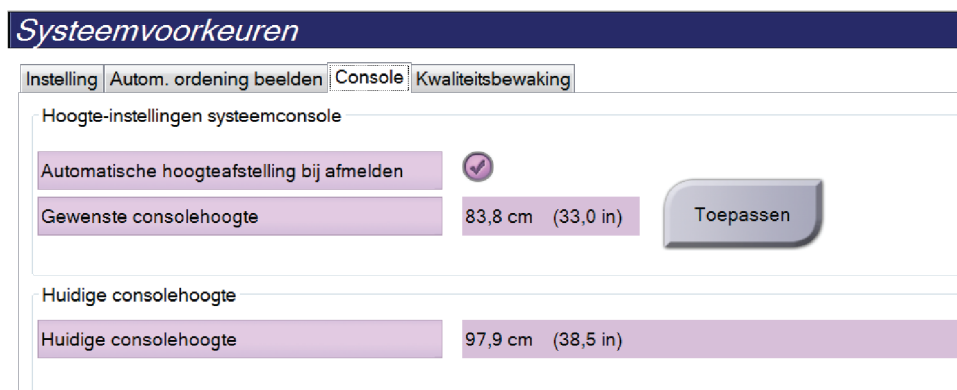 Systeemvoorkeuren
Instelling Autom. ordening beelden Console Kwaliteitsbewaking
Hoogte-instellingen systeemconsole
Automatische hoogteafstelling bij afmelden
Gewenste consolehoogte 83,8 cm (33,0 in) Toepassen
Huidige consolehoogte
Huidige consolehoogte 97,9 cm (38,5 in)